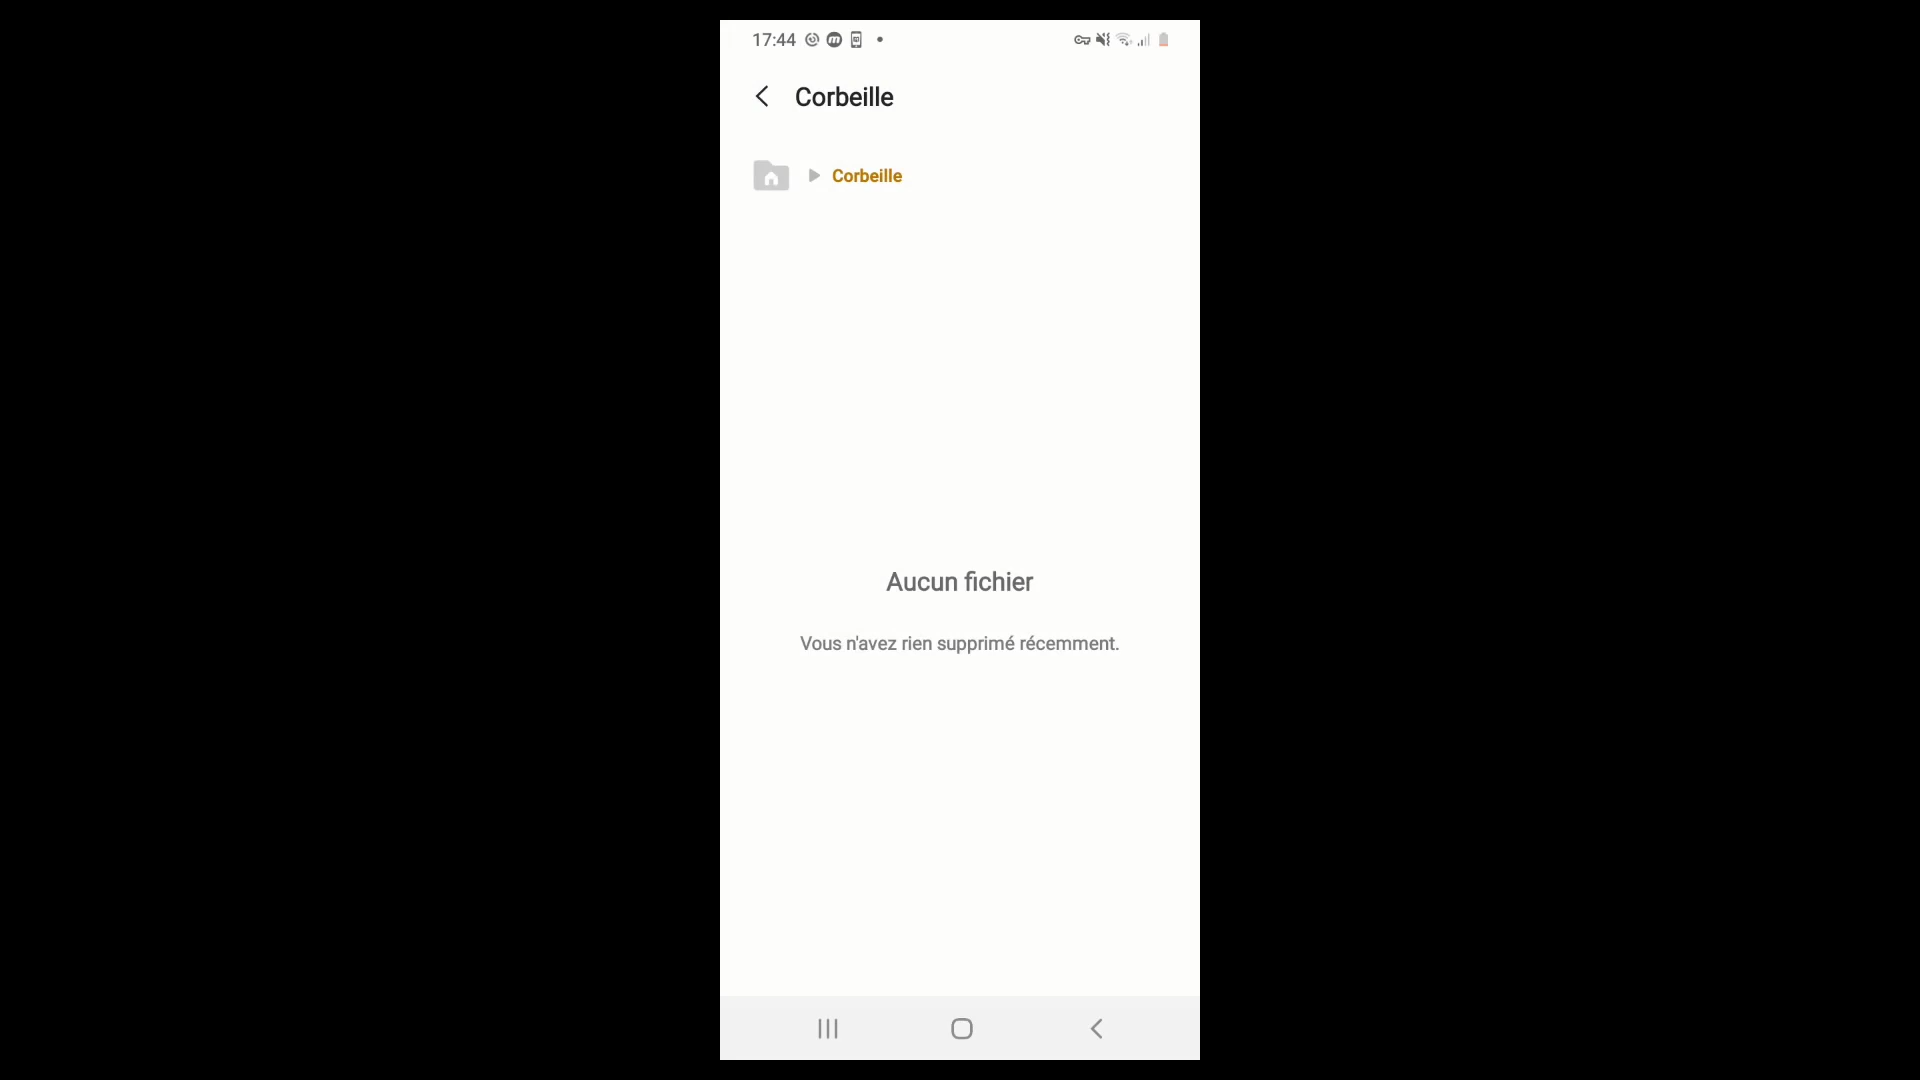 17:44
Corbeille
Corbeille
Aucun fichier
Vous n'avez rien supprimé récemment.